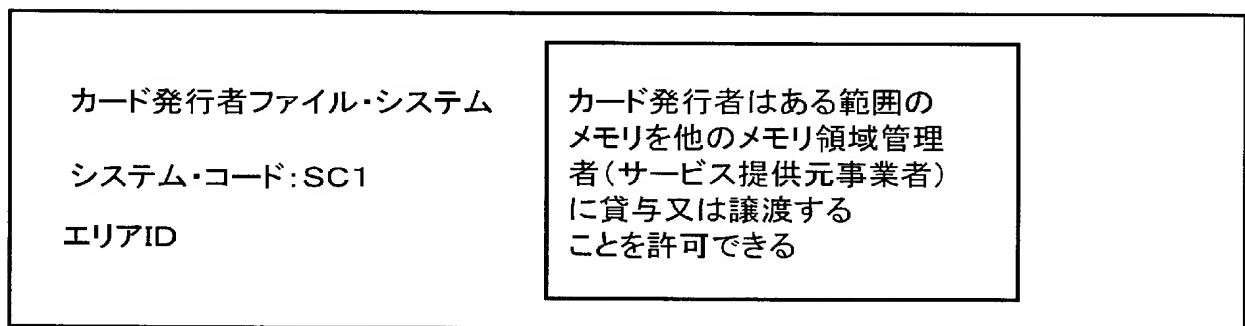 カード発行者ファイル・システム
システム・コード:SC1
エリアID
カード発行者はある範囲の
メモリを他のメモリ領域管理
者(サービス提供元事業者)
に貸与又は譲渡する
ことを許可できる